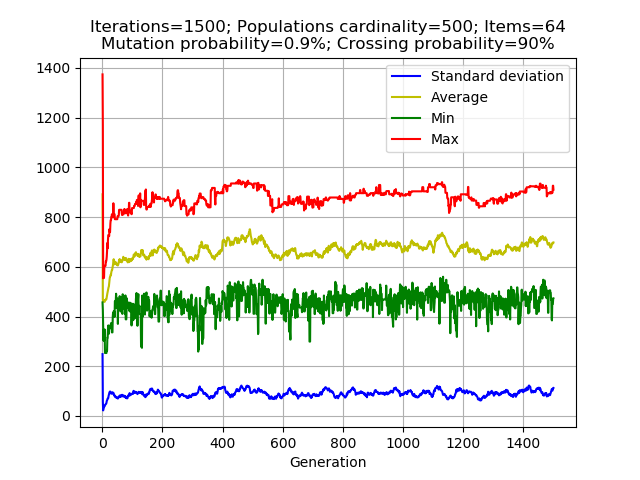 Iterations=1500; Populations cardinality=500; Items=64
Mutation probability=0.9%; Crossing probability=90%
1400
1200
1000
800
600
400
200
0
Standard deviation
Average
Min
Max
0 200 400 600 800 1000 1200 1400
Generation